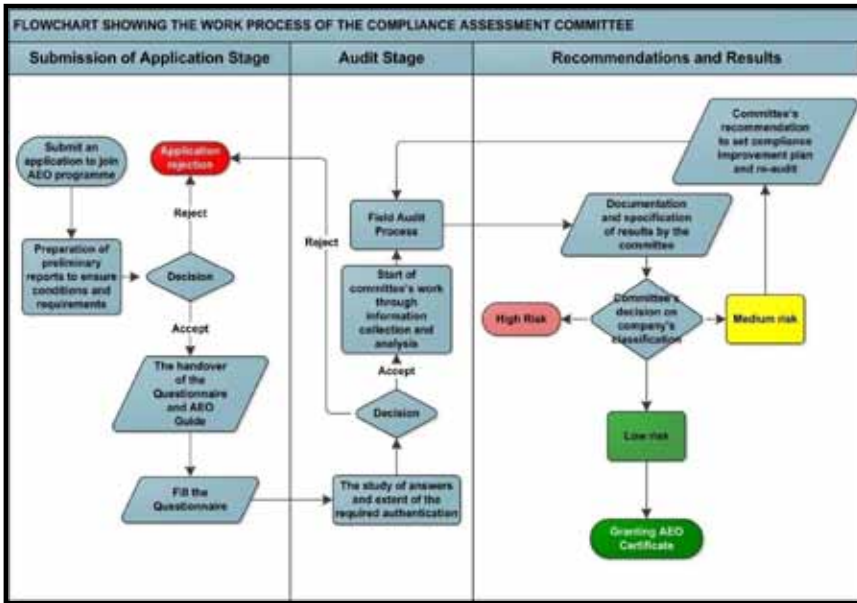 FLOWCHART SHOWING THE WORK PROCESS OF THE COMPLIANCE ASSESSMENT COMMITTEE
Submission of Application Stage
Audit Stage
Recommendations and Results
Submit an
application to join
AEO programme
Application
rejection
Reject
Preparation of
preliminary
reports to ensure
conditions and
requirements
Decision
Accept
The handover
of the
Questionnaire
and AEO
Guide
Fill the
Questionnaire
Field Audit
Process
Reject
Start of
committee's work
through
information
collection and
analysis
Accept
Decision
The study of answers
and extent of the
required authentication
Committee's
recommendation
to set compliance
improvement plan
and re-audit
Documentation
and specification
of results by the
committee
High Risk
Committee's
decision on
company's
classification
Medium risk
Low risk
Granting AEO
Certificate